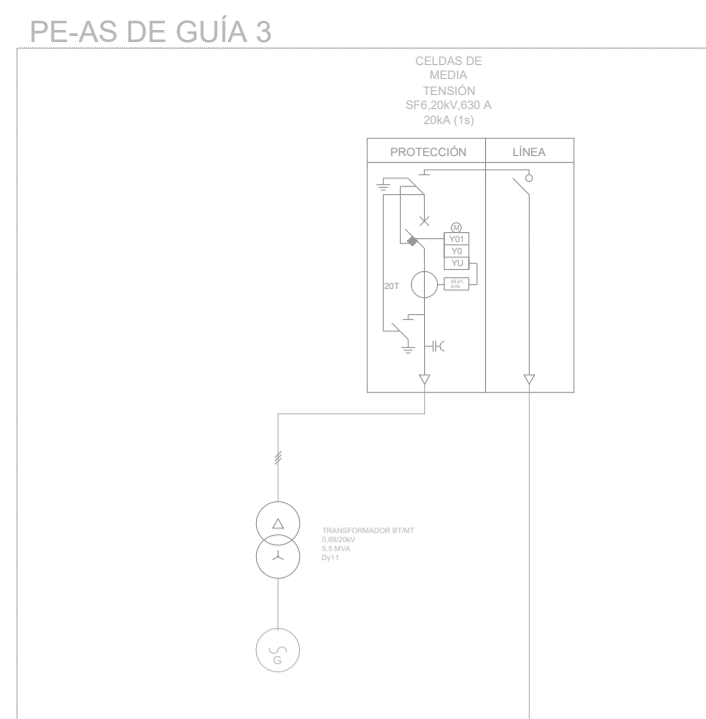 PE-AS DE GUÍA 3
CELDAS DE
MEDIA
TENSIÓN
SF6,20kV,630 A
20kA (1s)
PROTECCIÓN
LÍNEA
M
Y01
Y0
YU
20T
TRANSFORMADOR BT/MT
0,69/20kV
5,5 MVA
Dy11
G